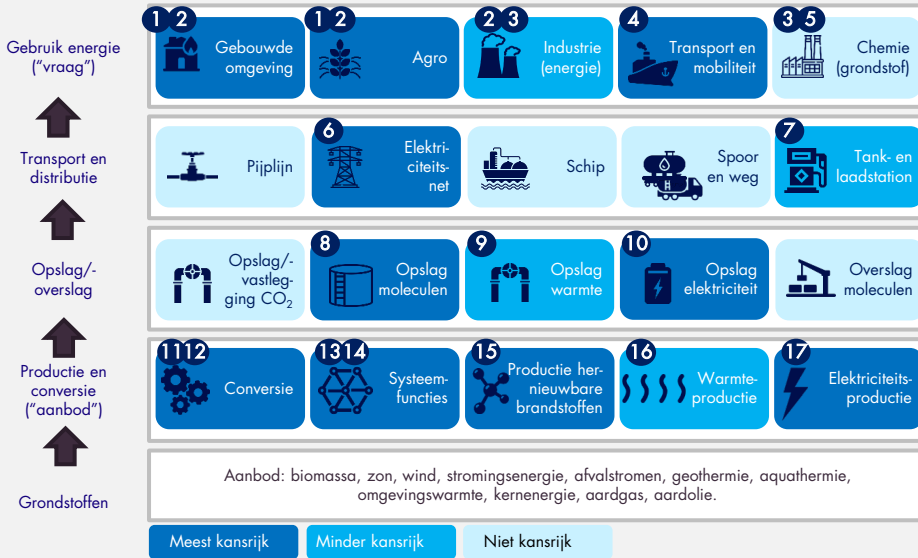 Gebruik energie
(“vraag”)
1 2
Gebouwde
omgeving
1 2
Agro
2 3
Industrie
(energie)
4
Transport en
mobiliteit
3 5
Chemie
(grondstof)
Transport en
distributie
Pijplijn
6
Elektri-
citeits-
net
Schip
Spoor
en weg
7
Tank- en
laadstation
Opslag/-
overslag
Opslag/-
vastleg-
ging CO₂
8
Opslag
moleculen
9
Opslag
warmte
10
Opslag
elektriciteit
Overslag
moleculen
Productie en
conversie
(“aanbod”)
11 12
Conversie
13 14
Systeem-
functies
15
Productie her-
nieuwbare
brandstoffen
16
Warmte-
productie
17
Elektriciteits-
productie
Grondstoffen
Aanbod: biomassa, zon, wind, stromingsenergie, afvalstromen, geothermie, aquathermie,
omgevingswarmte, kernenergie, aardgas, aardolie.
Meest kansrijk
Minder kansrijk
Niet kansrijk